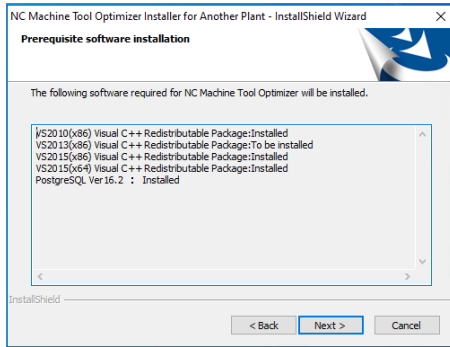 NC Machine Tool Optimizer Installer for Another Plant - InstallShield Wizard
Prerequisite software installation
The following software required for NC Machine Tool Optimizer will be installed.
VS2010(x86) Visual C++ Redistributable Package:Installed
VS2013(x86) Visual C++ Redistributable Package:To be installed
VS2015(x86) Visual C++ Redistributable Package:Installed
VS2015(x64) Visual C++ Redistributable Package:Installed
PostgreSQL Ver16.2 : Installed
InstallShield
< Back Next > Cancel